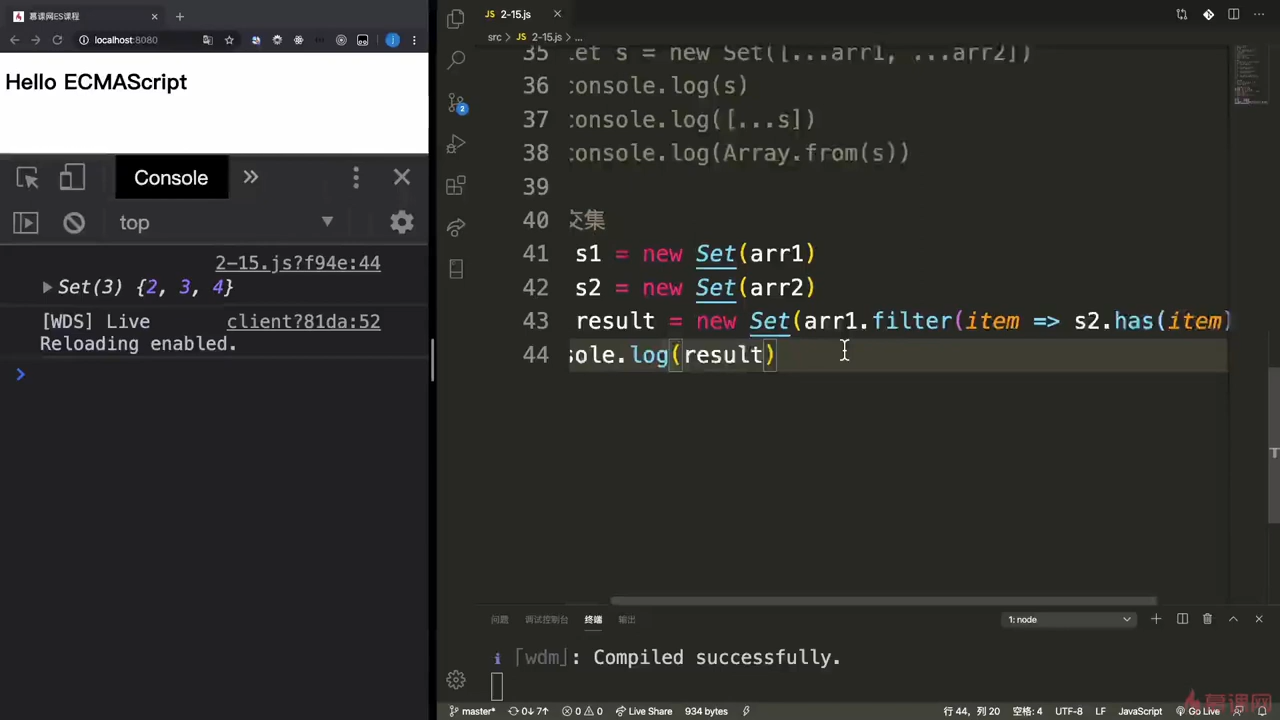 慕课网ES课程
localhost:8080
Hello ECMAScript
Console
top
2-15.js?f94e:44
Set(3) {2, 3, 4}
[WDS] Live
client?81da:52
Reloading enabled.
2-15.js
src > 2-15.js > ...
35 let s = new Set([...arr1, ...arr2])
36 console.log(s)
37 console.log([...s])
38 console.log(Array.from(s))
39
40 交集
41 s1 = new Set(arr1)
42 s2 = new Set(arr2)
43 result = new Set(arr1.filter(item => s2.has(item)
44 sole.log(result)
问题 调试控制台 终端 输出
1: node
i ｢wdm｣: Compiled successfully.
master* 0↓ 7↑ 0 0 Live Share 934 bytes
行 44, 列 20 空格: 4 UTF-8 LF JavaScript Go Live
慕课网